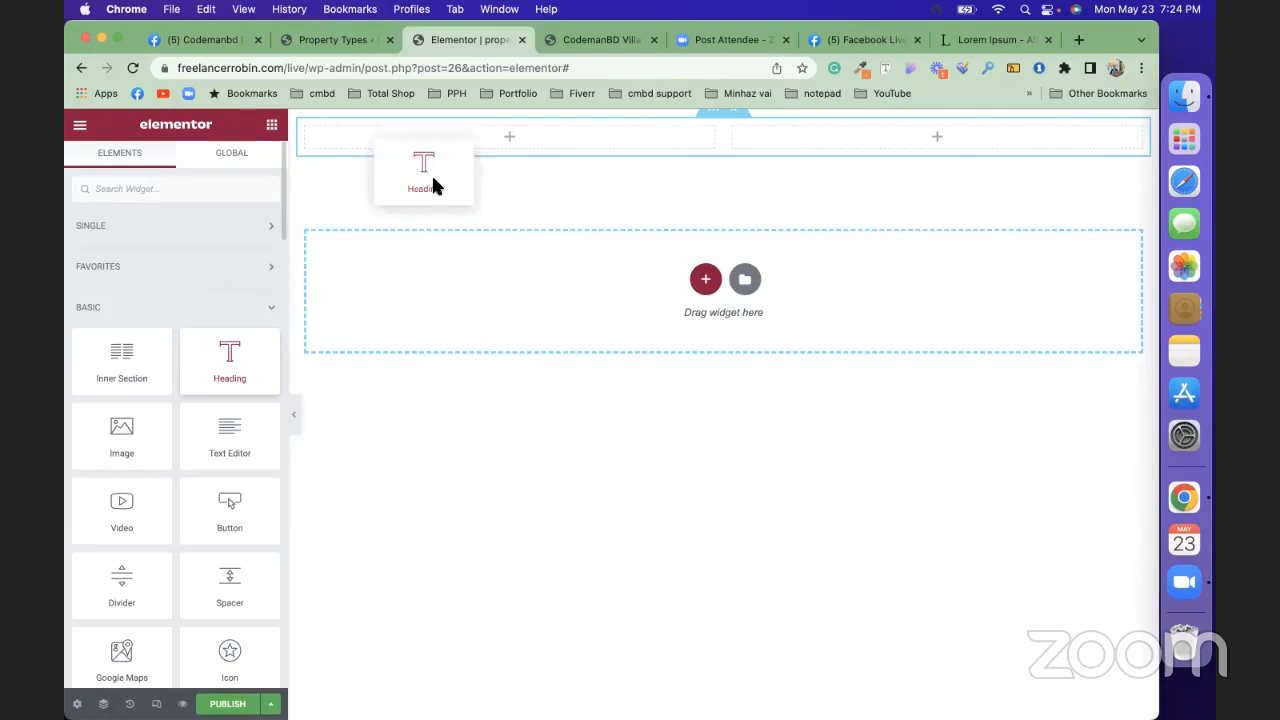 Chrome File Edit View History Bookmarks Profiles Tab Window Help Mon May 23 7:24 PM
(5) Codemanbd | Property Types < Elementor | prope CodemanBD Villa Post Attendee - Z (5) Facebook Live Lorem Ipsum - Al
freelancerrobin.com/live/wp-admin/post.php?post=26&action=elementor#
Apps Bookmarks cmbd Total Shop PPH Portfolio Fiverr cmbd support Minhaz vai notepad YouTube » Other Bookmarks
elementor
ELEMENTS GLOBAL
Search Widget...
SINGLE
FAVORITES
BASIC
Inner Section Heading
Image Text Editor
Video Button
Divider Spacer
Google Maps Icon
PUBLISH
Heading
Drag widget here
MAY
23
zoom